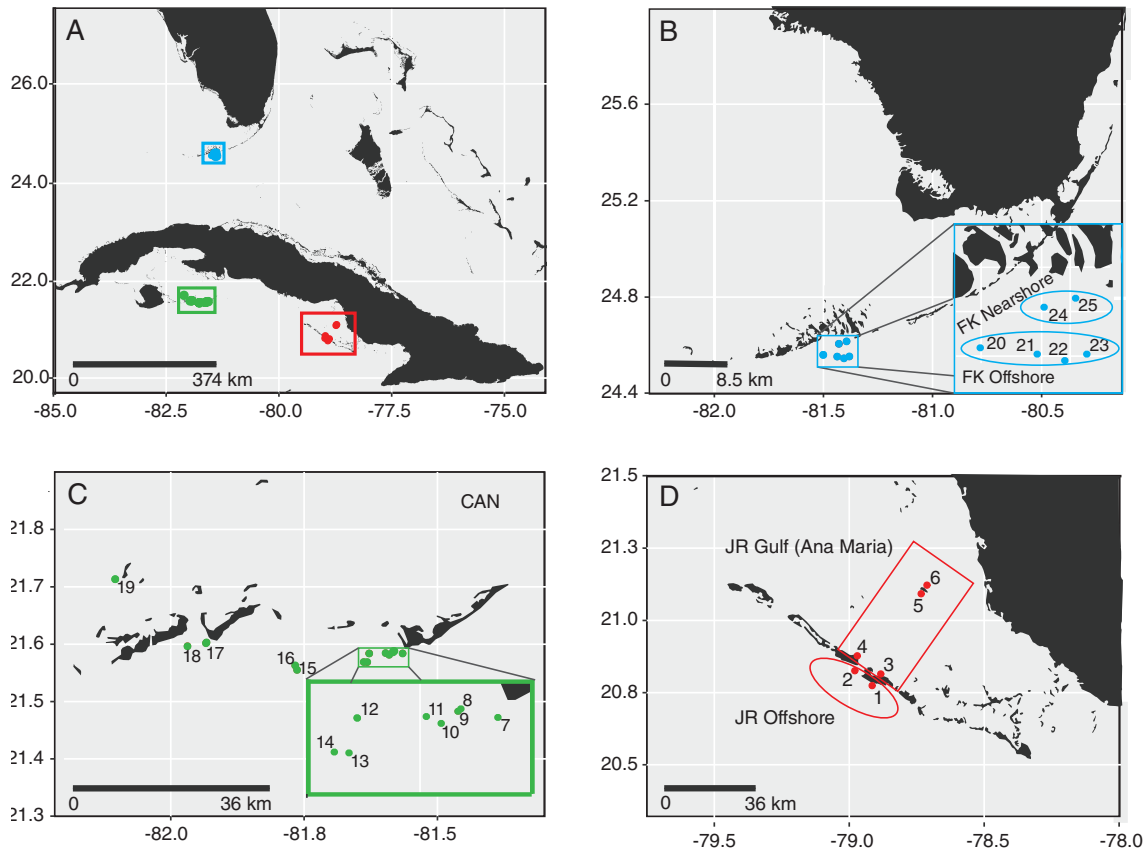 A
26.0
24.0
22.0
20.0
0 374 km
-85.0 -82.5 -80.0 -77.5 -75.0
B
25.6
25.2
24.8
24.4
FK Nearshore
24 25
20 21 22 23
FK Offshore
0 8.5 km
-82.0 -81.5 -81.0 -80.5
C
CAN
21.8
21.7
21.6
21.5
21.4
21.3
19
18 17
16 15
12 11 8
9
10 7
14 13
0 36 km
-82.0 -81.8 -81.5
D
21.5
21.3
21.0
20.8
20.5
JR Gulf (Ana Maria)
6
5
4
3
2
1
JR Offshore
0 36 km
-79.5 -79.0 -78.5 -78.0